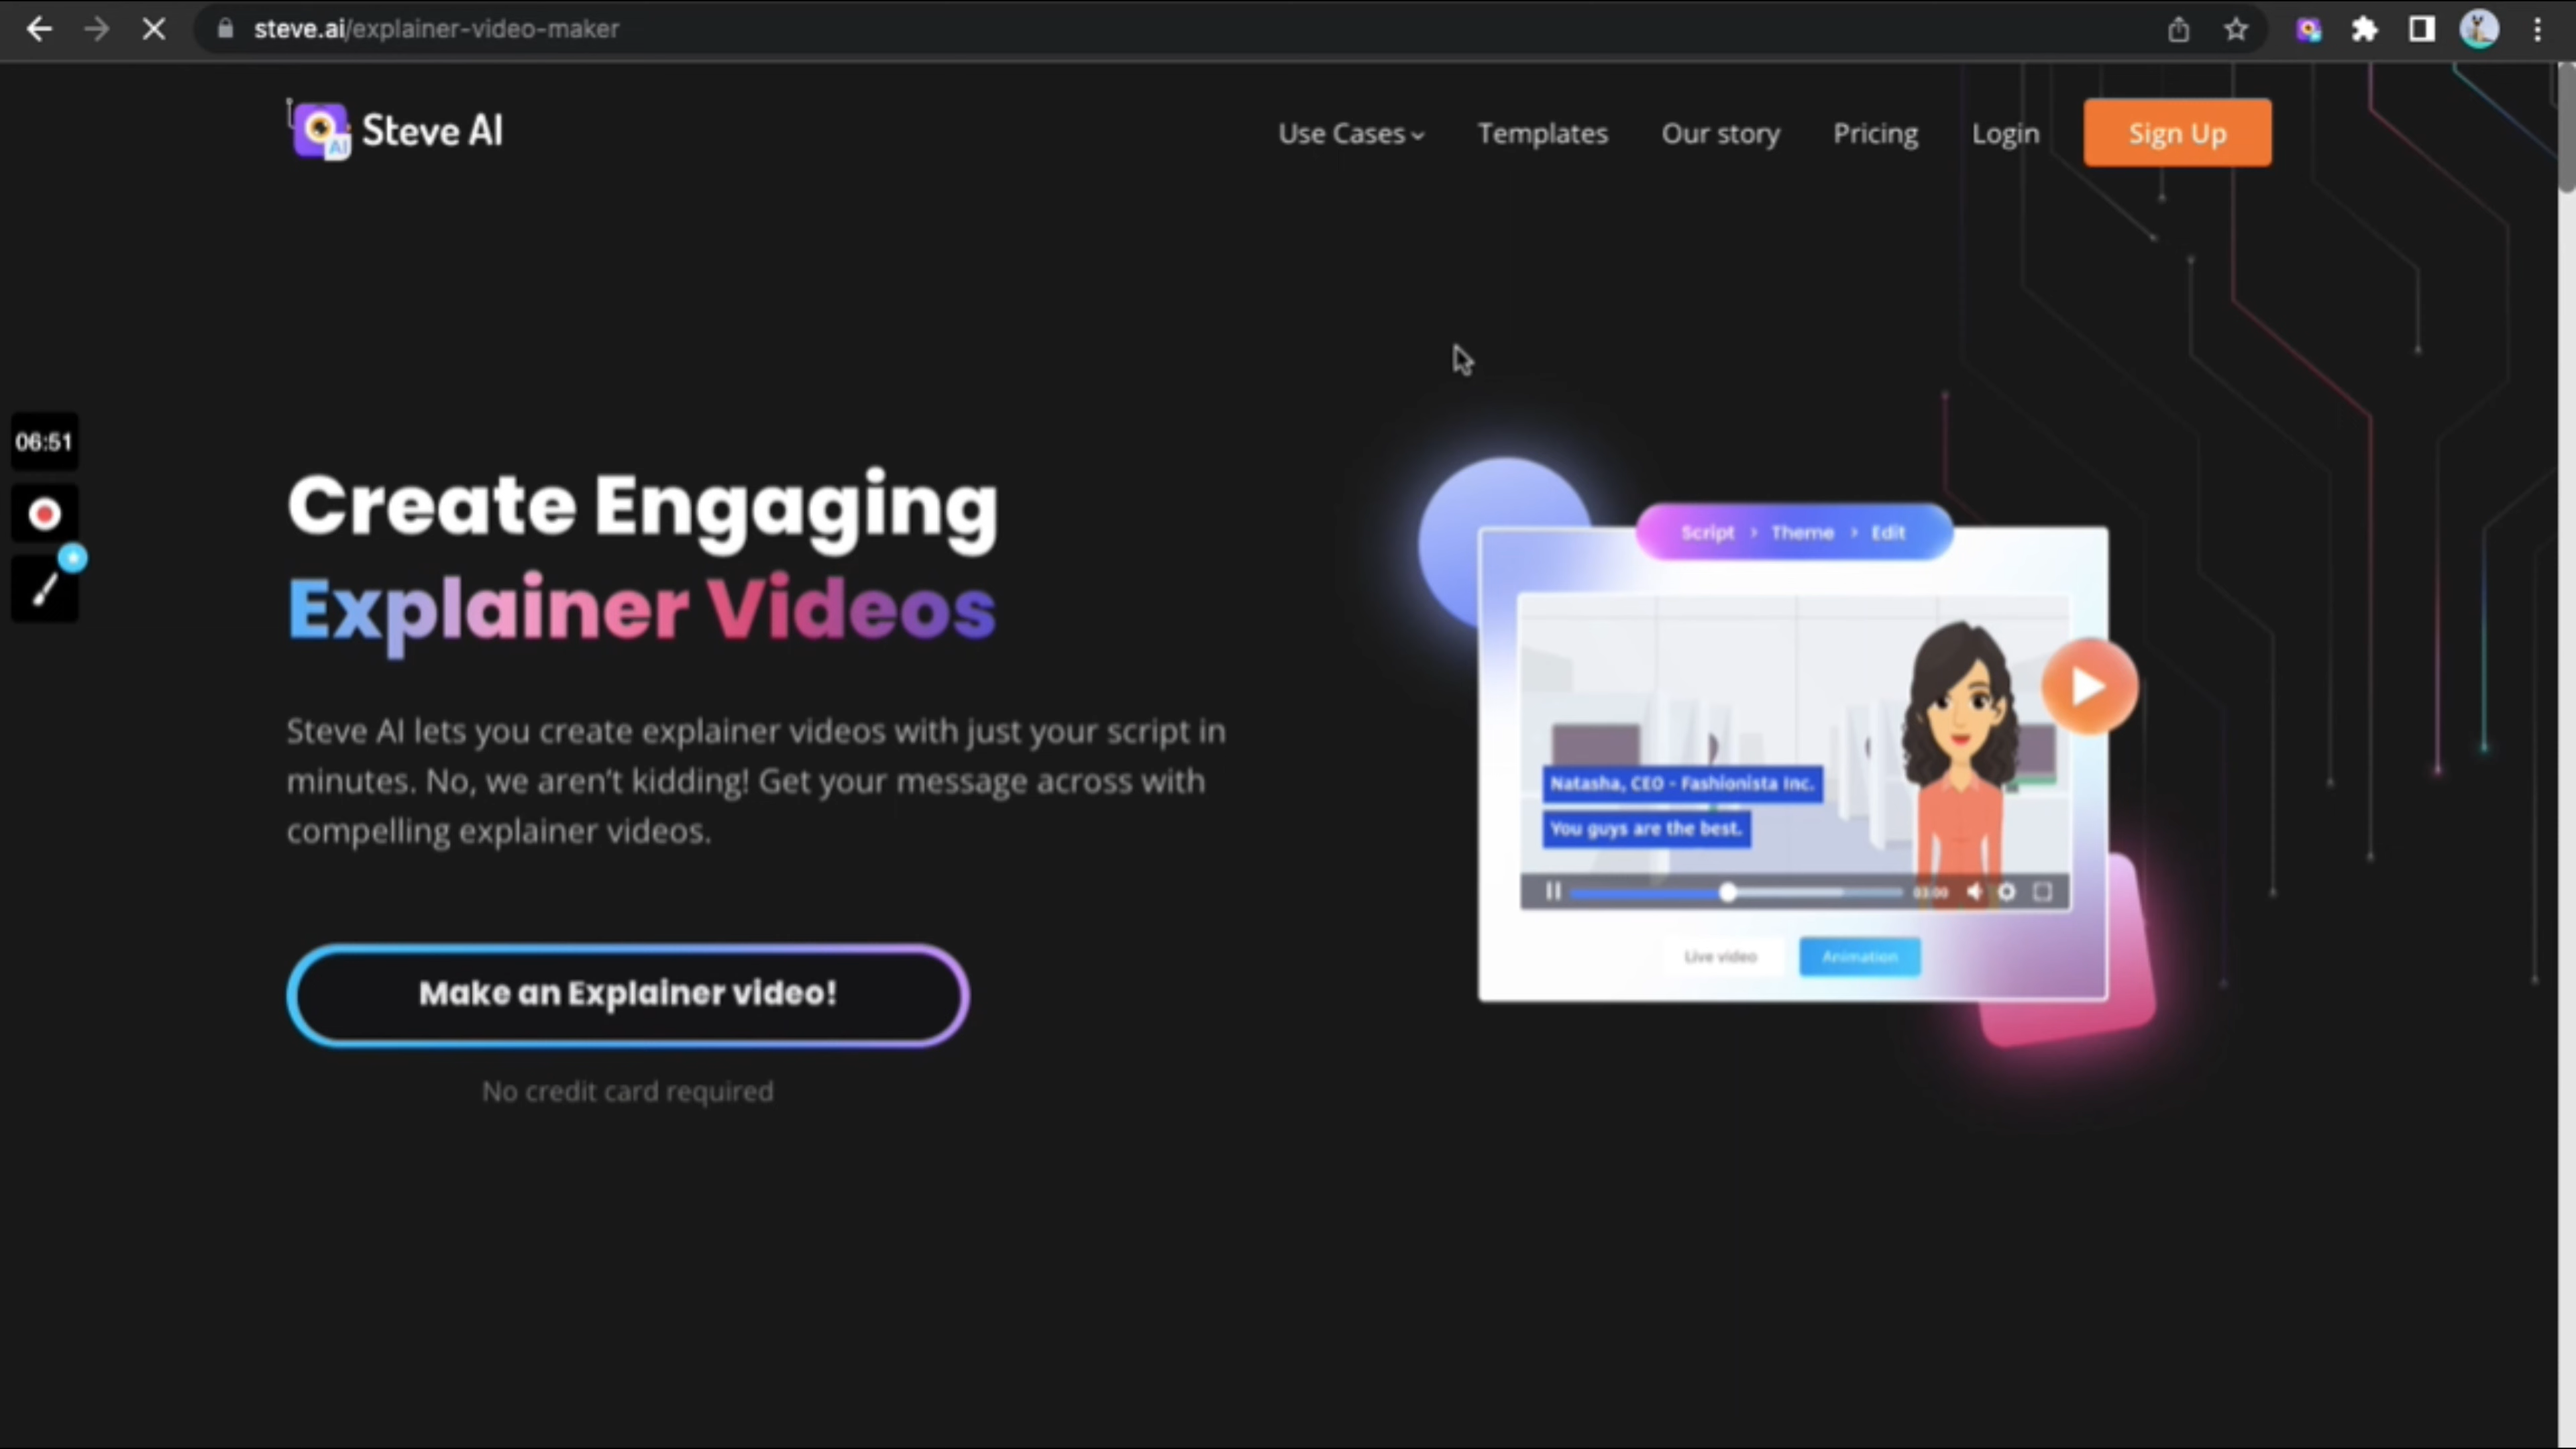 steve.ai/explainer-video-maker
AI
Steve AI
Use Cases
Templates
Our story
Pricing
Login
Sign Up
06:51
Create Engaging
Explainer Videos
Steve AI lets you create explainer videos with just your script in
minutes. No, we aren't kidding! Get your message across with
compelling explainer videos.
Make an Explainer video!
No credit card required
Script > Theme > Edit
Natasha, CEO - Fashionista Inc.
You guys are the best.
03:00
Live video
Animation